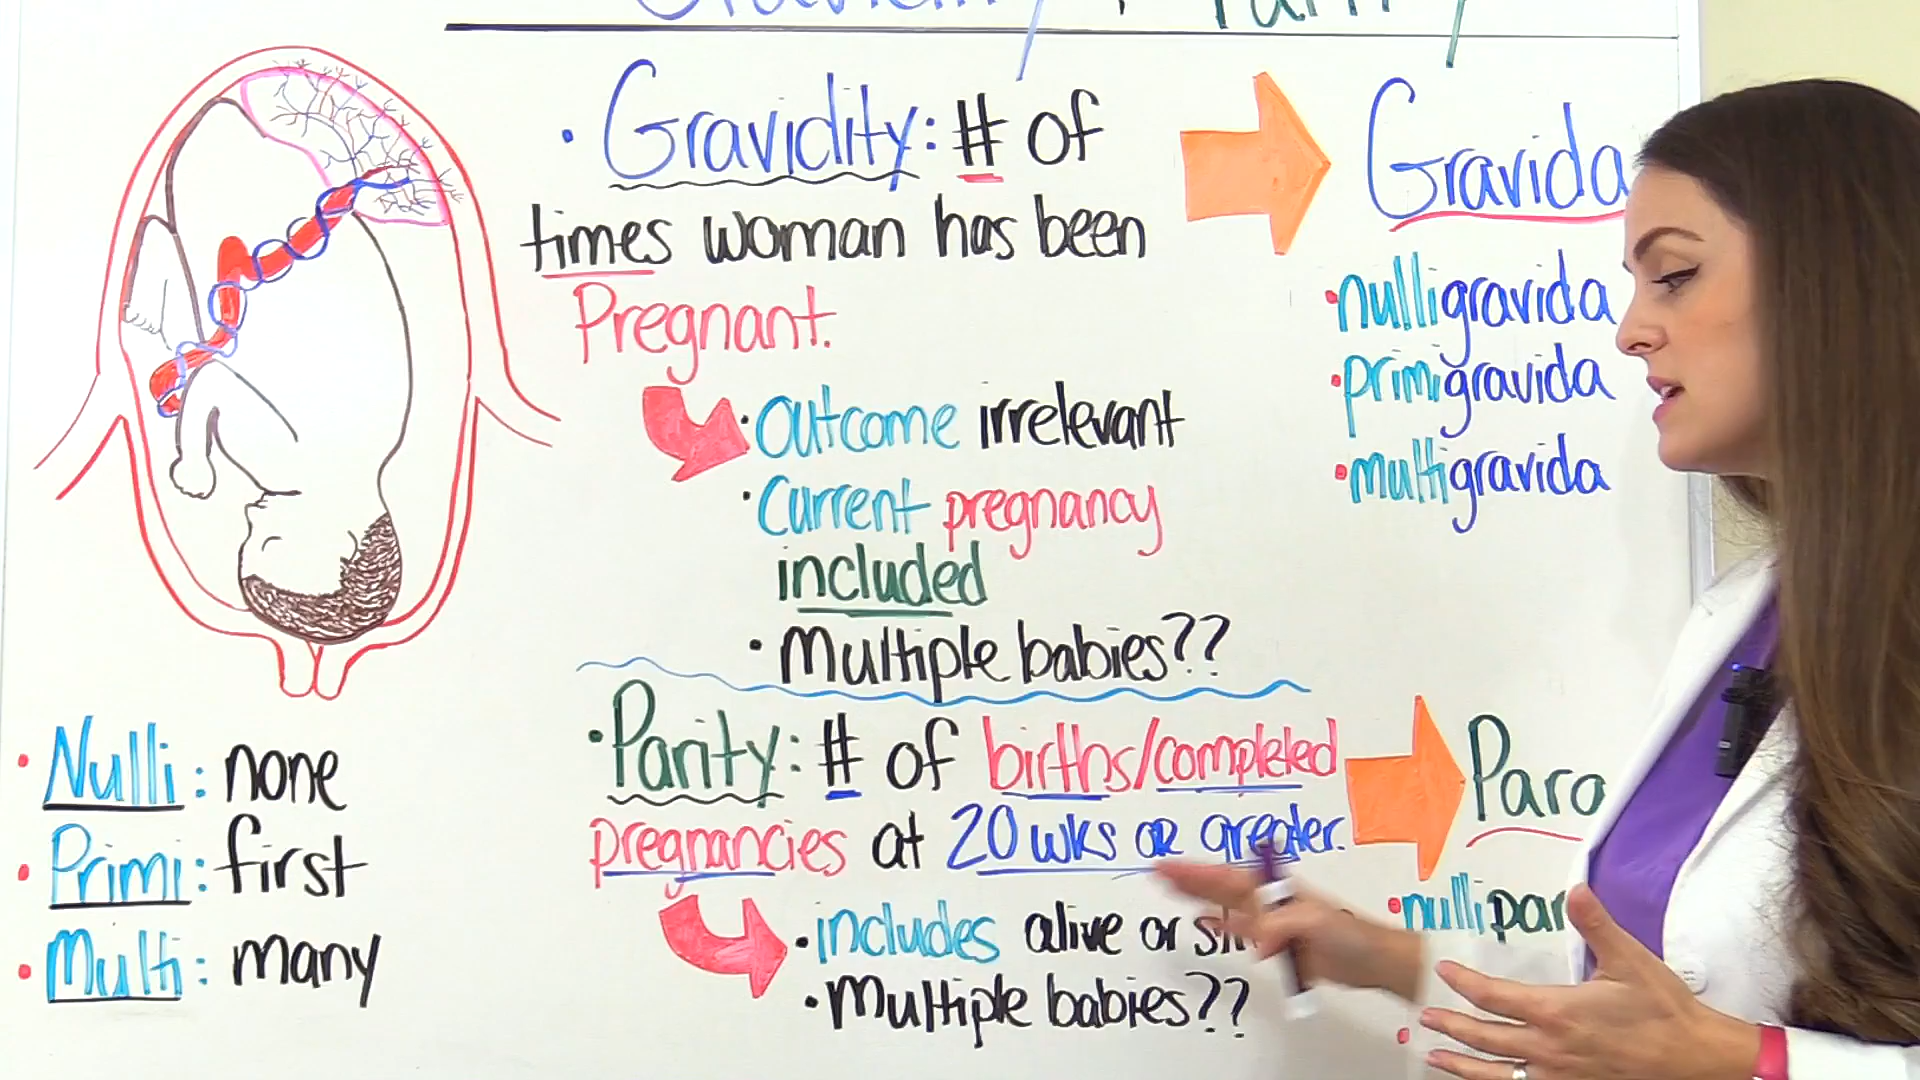 • Gravidity: # of
times woman has been
Pregnant.
• Outcome irrelevant
• Current pregnancy
included
• Multiple babies??
• Parity: # of births/completed
pregnancies at 20 wks or greater.
• includes alive or
• Multiple babies??
Gravida
• nulligravida
• primigravida
• multigravida
Para
• Nulli: none
• Primi: first
• Multi: many